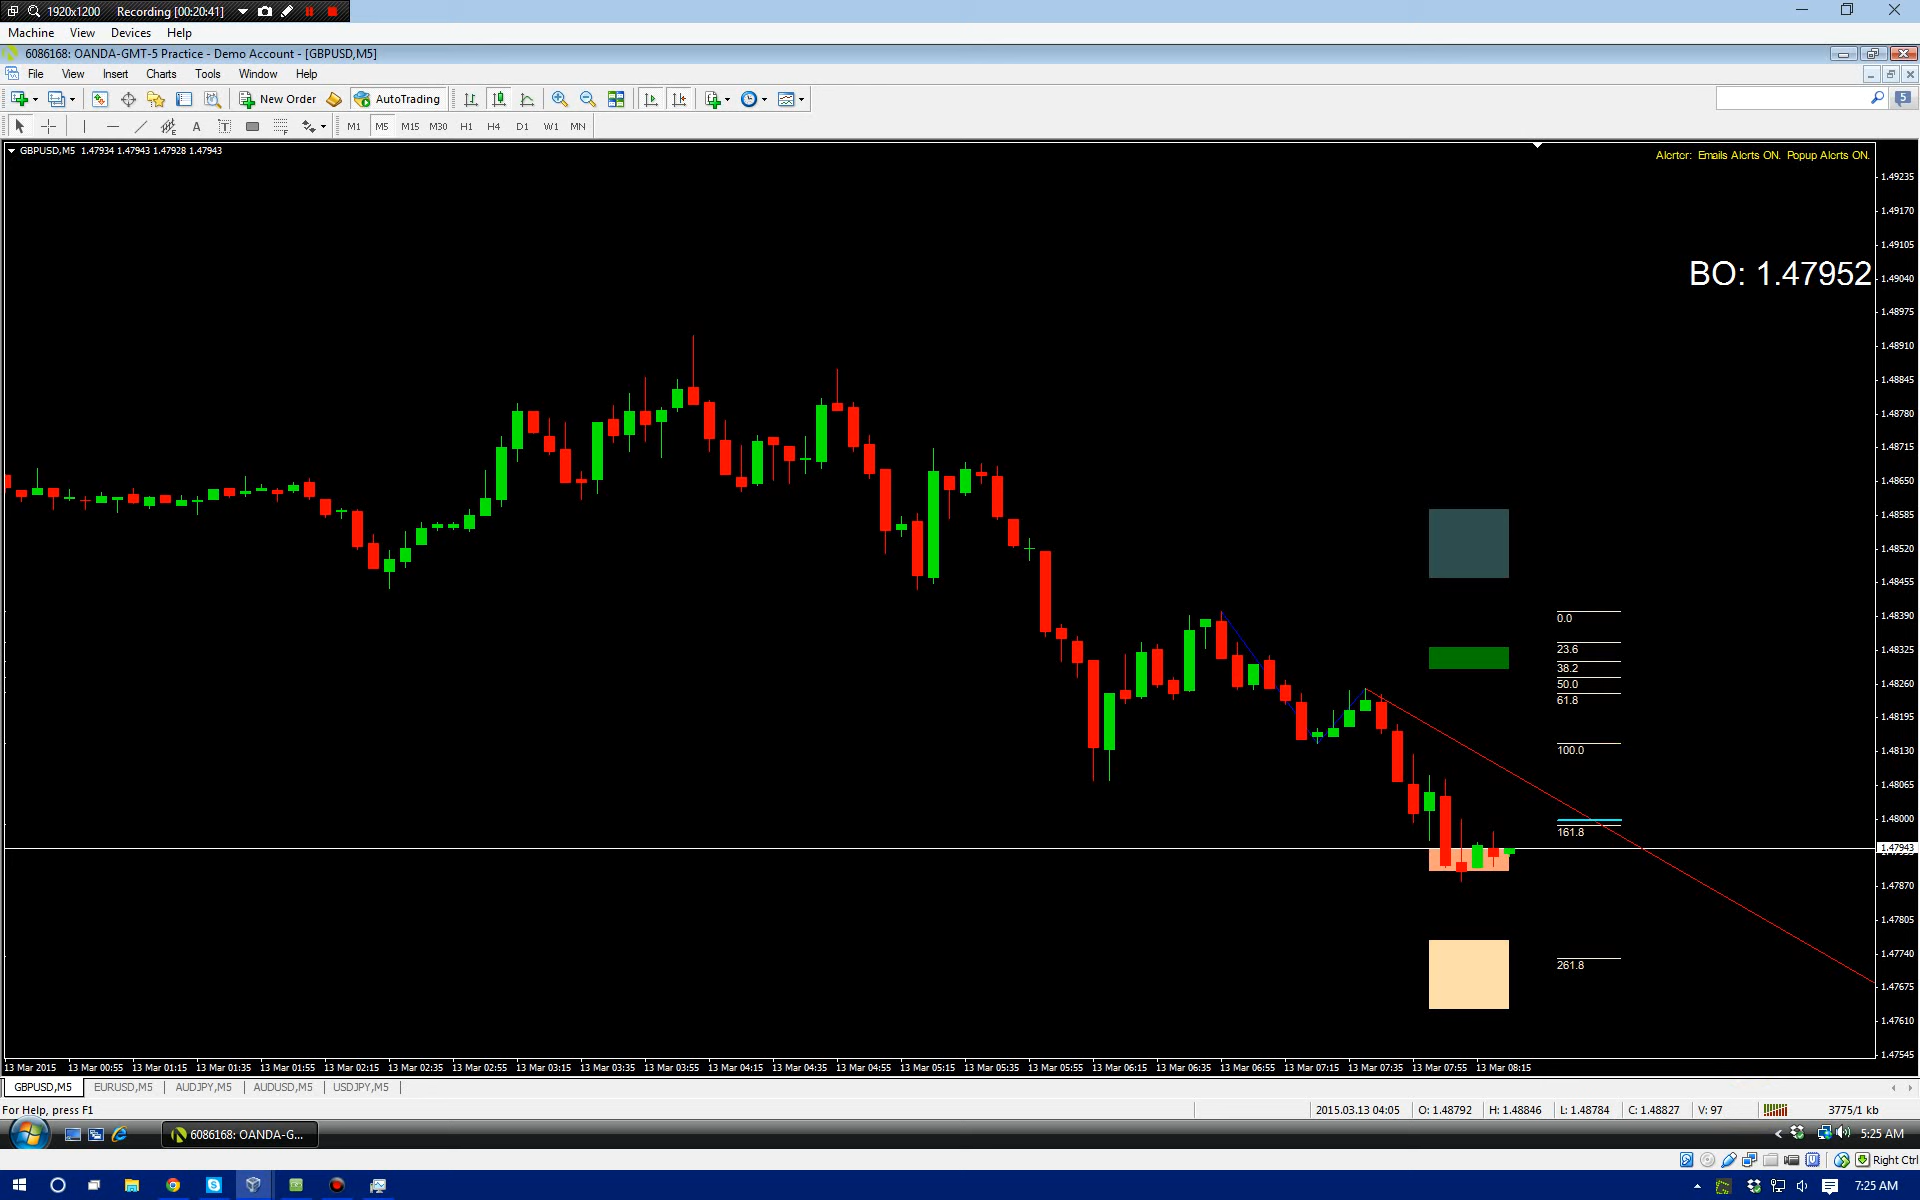 1920x1200 Recording [00:20:41]
Machine View Devices Help
6086168: OANDA-GMT-5 Practice - Demo Account - [GBPUSD,M5]
File View Insert Charts Tools Window Help
New Order AutoTrading 5
A T M1 M5 M15 M30 H1 H4 D1 W1 MN
GBPUSD,M5 1.47934 1.47943 1.47928 1.47943
Alerter: Emails Alerts ON. Popup Alerts ON.
1.49235
1.49170
1.49105
BO: 1.47952
1.49040
1.48975
1.48910
1.48845
1.48780
1.48715
1.48650
1.48585
1.48520
1.48455
0.0
1.48390
23.6
1.48325
38.2
50.0
1.48260
61.8
1.48195
100.0
1.48130
1.48065
1.48000
161.8
1.47943
1.47870
1.47805
1.47740
261.8
1.47675
1.47610
1.47545
13 Mar 2015 13 Mar 00:55 13 Mar 01:15 13 Mar 01:35 13 Mar 01:55 13 Mar 02:15 13 Mar 02:35 13 Mar 02:55 13 Mar 03:15 13 Mar 03:35 13 Mar 03:55 13 Mar 04:15 13 Mar 04:35 13 Mar 04:55 13 Mar 05:15 13 Mar 05:35 13 Mar 05:55 13 Mar 06:15 13 Mar 06:35 13 Mar 06:55 13 Mar 07:15 13 Mar 07:35 13 Mar 07:55 13 Mar 08:15
GBPUSD,M5 EURUSD,M5 AUDJPY,M5 AUDUSD,M5 USDJPY,M5
For Help, press F1 2015.03.13 04:05 O: 1.48792 H: 1.48846 L: 1.48784 C: 1.48827 V: 97 3775/1 kb
6086168: OANDA-G... 5:25 AM
Right Ctrl
7:25 AM